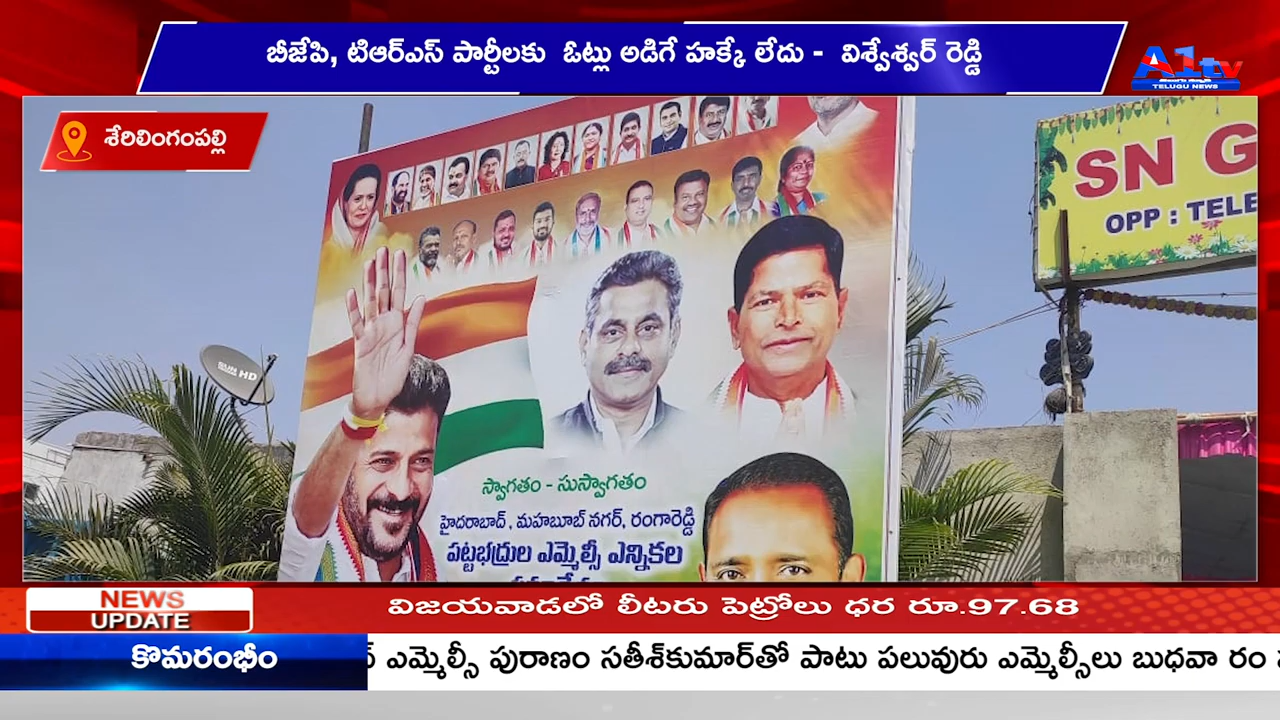 బీజేపి, టిఆర్ఎస్ పార్టీలకు ఓట్లు అడిగే హక్కే లేదు - విశ్వేశ్వర్ రెడ్డి
A1tv
TELUGU NEWS
శేరిలింగంపల్లి
SN G
OPP : TELE
SUN HD
స్వాగతం - సుస్వాగతం
హైదరాబాద్, మహబూబ్ నగర్, రంగారెడ్డి
పట్టభద్రుల ఎమ్మెల్సీ ఎన్నికల
NEWS
UPDATE
విజయవాడలో లీటరు పెట్రోలు ధర రూ.97.68
కొమరంభీం
ఎమ్మెల్సీ పురాణం సతీశ్‌కుమార్‌తో పాటు పలువురు ఎమ్మెల్సీలు బుధవా రం